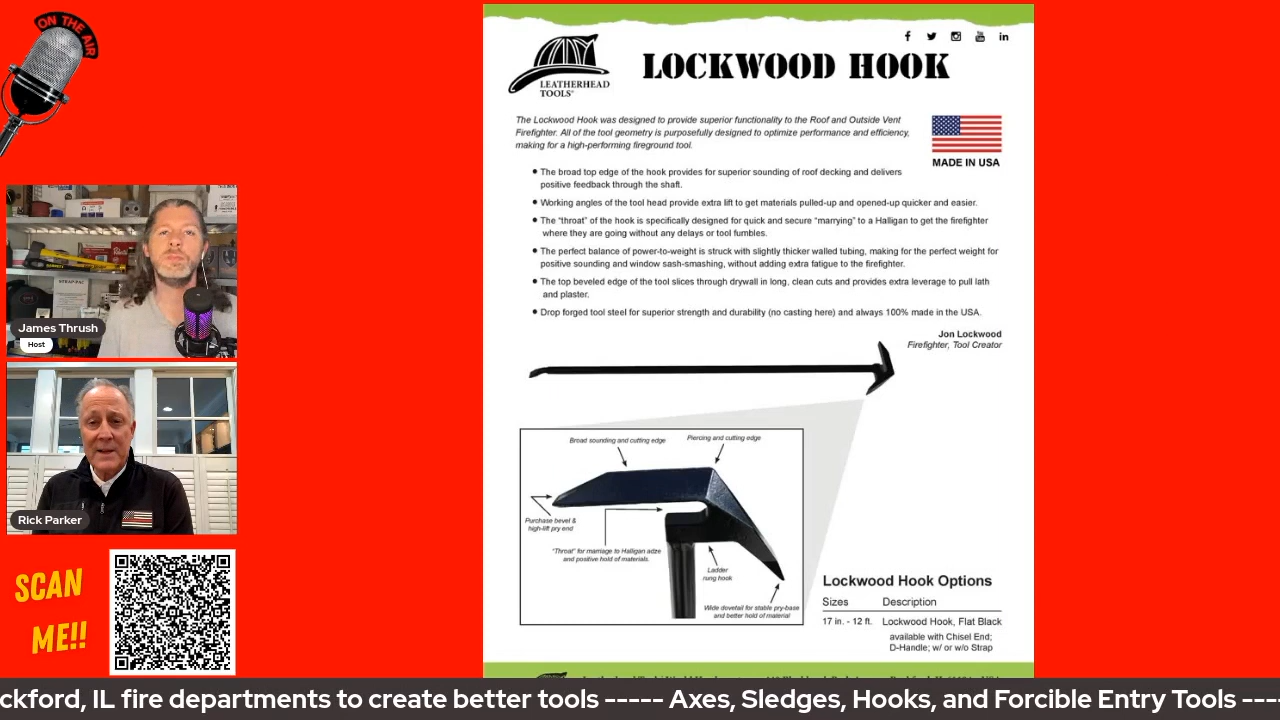 ON THE AIR
James Thrush
Host
Rick Parker
SCAN
ME!!
LEATHERHEAD
TOOLS®
LOCKWOOD HOOK
The Lockwood Hook was designed to provide superior functionality to the Roof and Outside Vent
Firefighter. All of the tool geometry is purposefully designed to optimize performance and efficiency,
making for a high-performing fireground tool.
MADE IN USA
• The broad top edge of the hook provides for superior sounding of roof decking and delivers
positive feedback through the shaft.
• Working angles of the tool head provide extra lift to get materials pulled-up and opened-up quicker and easier.
• The “throat” of the hook is specifically designed for quick and secure “marrying” to a Halligan to get the firefighter
where they are going without any delays or tool fumbles.
• The perfect balance of power-to-weight is struck with slightly thicker walled tubing, making for the perfect weight for
positive sounding and window sash-smashing, without adding extra fatigue to the firefighter.
• The top beveled edge of the tool slices through drywall in long, clean cuts and provides extra leverage to pull lath
and plaster.
• Drop forged tool steel for superior strength and durability (no casting here) and always 100% made in the USA.
Jon Lockwood
Firefighter, Tool Creator
Broad sounding and cutting edge
Piercing and cutting edge
Purchase bevel &
high-lift pry end
“Throat” for marriage to Halligan adze
and positive hold of materials.
Ladder
rung hook
Wide dovetail for stable pry-base
and better hold of material
Lockwood Hook Options
Sizes Description
17 in. - 12 ft. Lockwood Hook, Flat Black
available with Chisel End;
D-Handle; w/ or w/o Strap
ckford, IL fire departments to create better tools ----- Axes, Sledges, Hooks, and Forcible Entry Tools ---